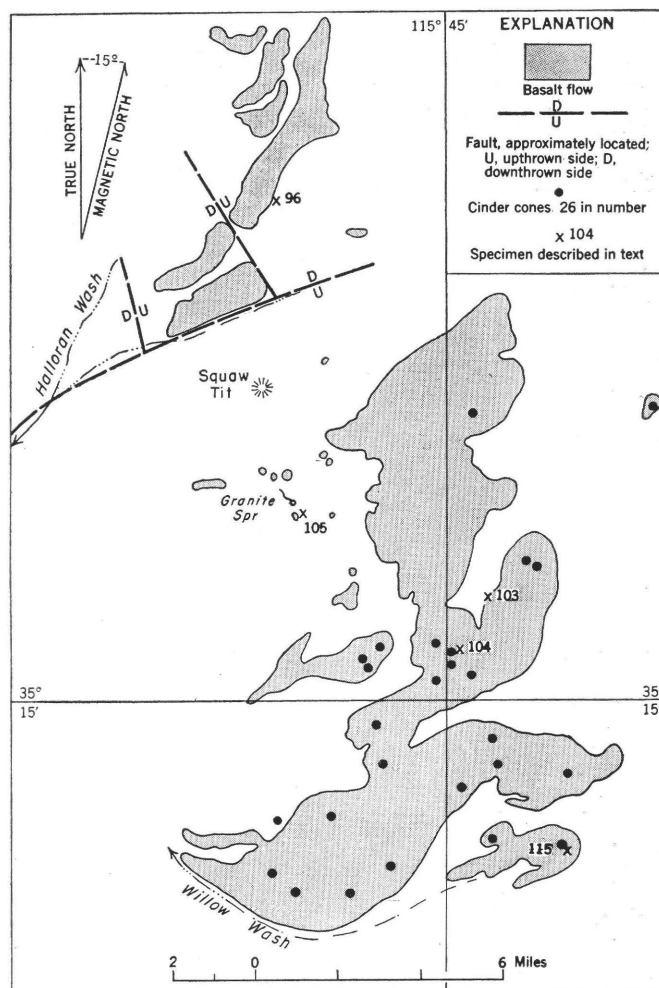 115° 45'
EXPLANATION
Basalt flow
D
U
Fault, approximately located;
U, upthrown side; D,
downthrown side
Cinder cones 26 in number
x 104
Specimen described in text
15º
TRUE NORTH
MAGNETIC NORTH
D U
x 96
Halloran Wash
D U
D
U
Squaw
Tit
Granite
Spr
x 105
x 103
x 104
35°
15'
35°
15'
115 x
Willow Wash
2 0 6 Miles